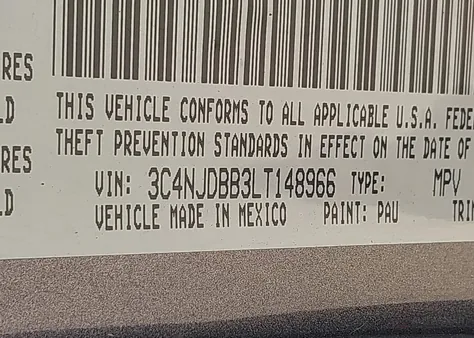 RES
LD
THIS VEHICLE CONFORMS TO ALL APPLICABLE U.S.A. FEDE
THEFT PREVENTION STANDARDS IN EFFECT ON THE DATE OF
RES
VIN: 3C4NJDBB3LT148966 TYPE: MPV
LD
VEHICLE MADE IN MEXICO PAINT: PAU TRI